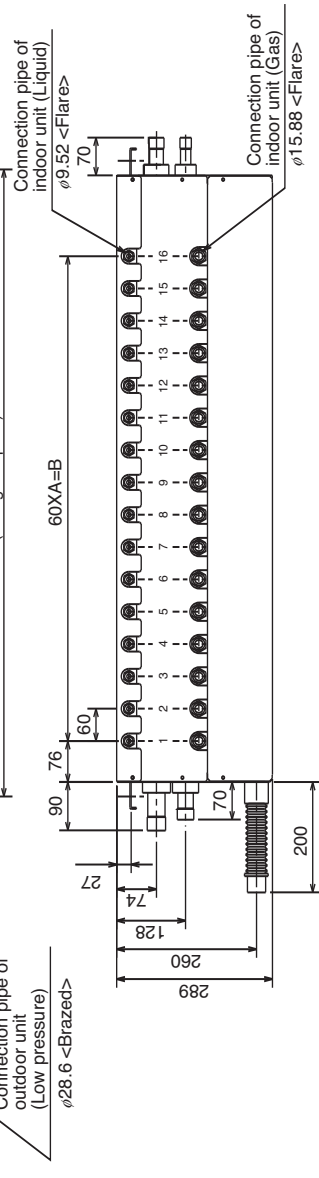 Connection pipe of
indoor unit (Liquid)
ø9.52 <Flare>
70
60XA=B
60
76
90
27
74
128
260
289
70
200
1
2
3
4
5
6
7
8
9
10
11
12
13
14
15
16
Connection pipe of
indoor unit (Gas)
ø15.88 <Flare>
Connection pipe of
outdoor unit
(Low pressure)
ø28.6 <Brazed>